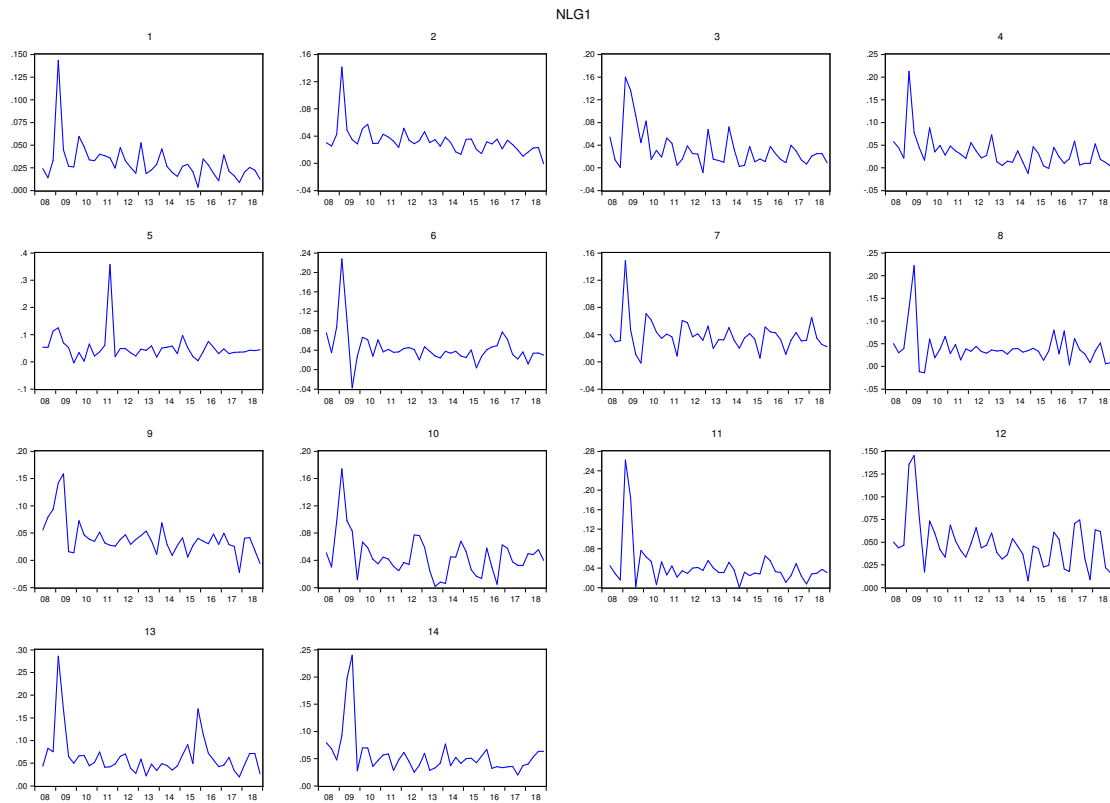 NLG1
1 2 3 4
.150 .16 .20 .25
.125 .12 .16 .20
.100 .08 .12 .15
.075 .04 .08 .10
.050 .00 .04 .05
.025 -.04 .00 .00
.000 -.04 -.05
08 09 10 11 12 13 14 15 16 17 18 08 09 10 11 12 13 14 15 16 17 18 08 09 10 11 12 13 14 15 16 17 18 08 09 10 11 12 13 14 15 16 17 18
5 6 7 8
.4 .24 .16 .25
.3 .20 .12 .20
.2 .16 .08 .15
.1 .12 .04 .10
.0 .08 .00 .05
-.1 .04 -.04 .00
.00 -.05
-.04
08 09 10 11 12 13 14 15 16 17 18 08 09 10 11 12 13 14 15 16 17 18 08 09 10 11 12 13 14 15 16 17 18 08 09 10 11 12 13 14 15 16 17 18
9 10 11 12
.20 .20 .28 .150
.15 .16 .24 .125
.10 .12 .20 .100
.05 .08 .16 .075
.00 .04 .12 .050
-.05 .00 .08 .025
.04 .000
.00
08 09 10 11 12 13 14 15 16 17 18 08 09 10 11 12 13 14 15 16 17 18 08 09 10 11 12 13 14 15 16 17 18 08 09 10 11 12 13 14 15 16 17 18
13 14
.30 .25
.25 .20
.20 .15
.15 .10
.10 .05
.05 .00
.00
08 09 10 11 12 13 14 15 16 17 18 08 09 10 11 12 13 14 15 16 17 18